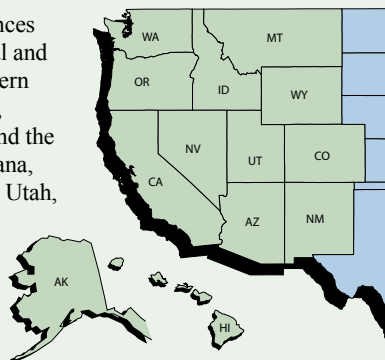 nces
l and
ern
nd the
ana,
Utah,
WA
MT
OR
ID
WY
NV
UT
CO
CA
AZ
NM
AK
HI